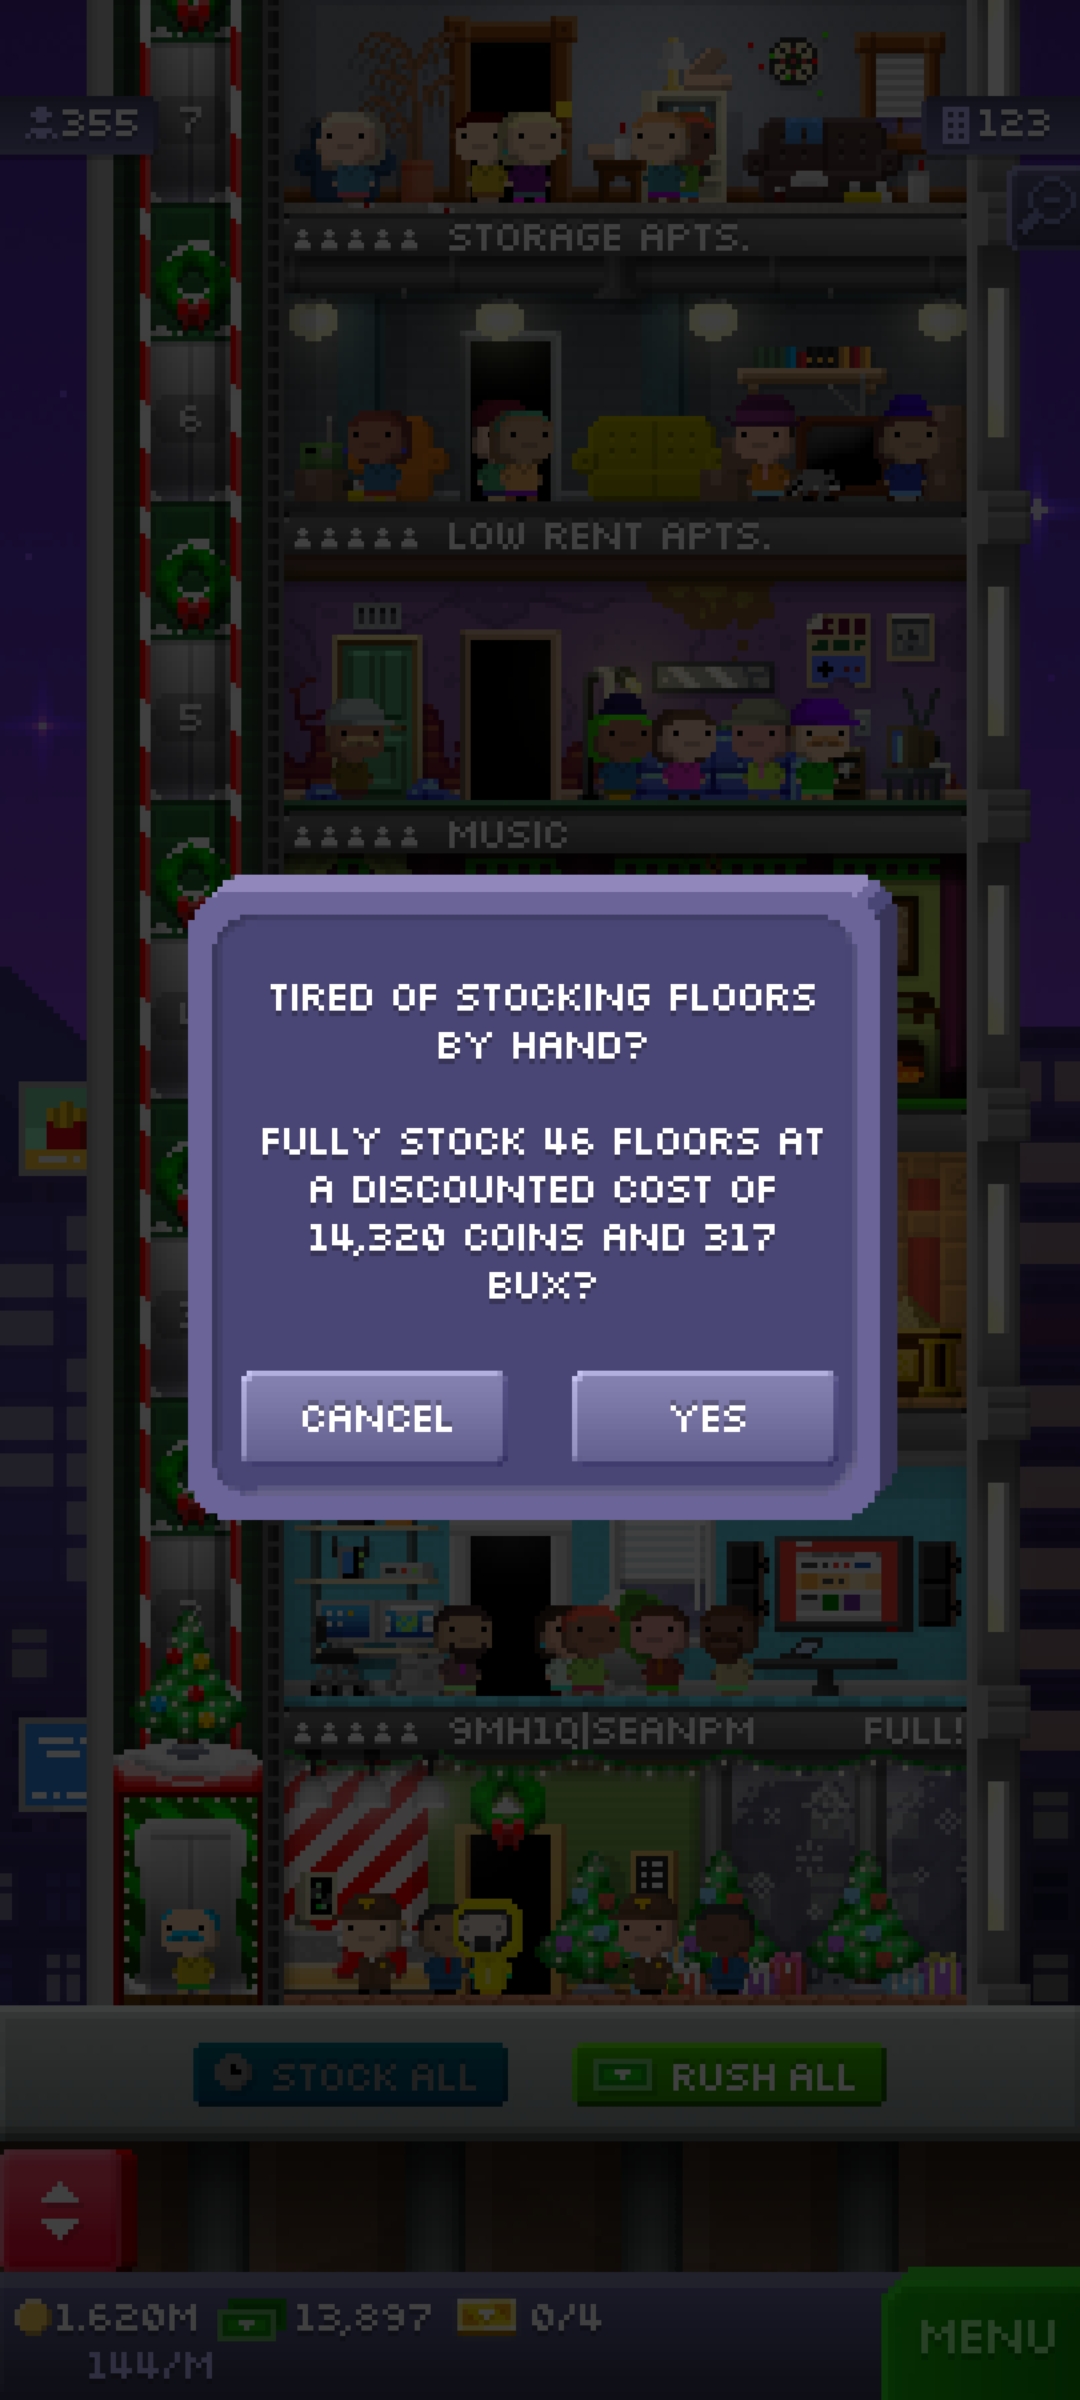 7
355
123
STORAGE APTS.
6
LOW RENT APTS.
5
MUSIC
TIRED OF STOCKING FLOORS
BY HAND?
FULLY STOCK 46 FLOORS AT
A DISCOUNTED COST OF
14,320 COINS AND 317
BUX?
CANCEL
YES
9MH1Q|SEANPM
FULL!
STOCK ALL
RUSH ALL
1.620M
13,897
0/4
144/M
MENU